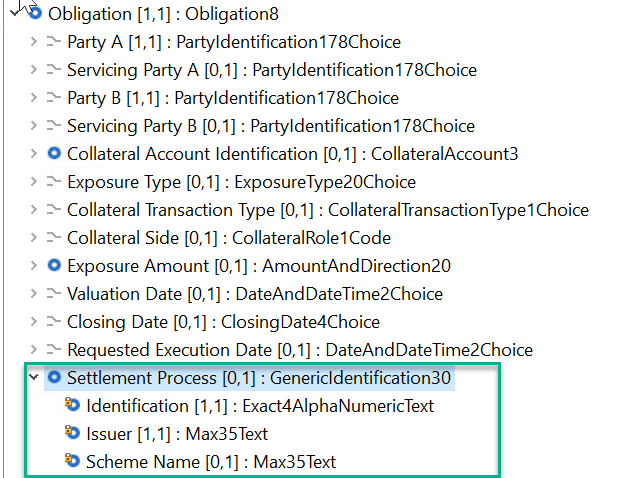 Obligation [1,1] : Obligation8
Party A [1,1] : PartyIdentification178Choice
Servicing Party A [0,1] : PartyIdentification178Choice
Party B [1,1] : PartyIdentification178Choice
Servicing Party B [0,1] : PartyIdentification178Choice
Collateral Account Identification [0,1] : CollateralAccount3
Exposure Type [0,1] : ExposureType20Choice
Collateral Transaction Type [0,1] : CollateralTransactionType1Choice
Collateral Side [0,1] : CollateralRole1Code
Exposure Amount [0,1] : AmountAndDirection20
Valuation Date [0,1] : DateAndDateTime2Choice
Closing Date [0,1] : ClosingDate4Choice
Requested Execution Date [0,1] : DateAndDateTime2Choice
Settlement Process [0,1] : GenericIdentification30
Identification [1,1] : Exact4AlphaNumericText
Issuer [1,1] : Max35Text
Scheme Name [0,1] : Max35Text